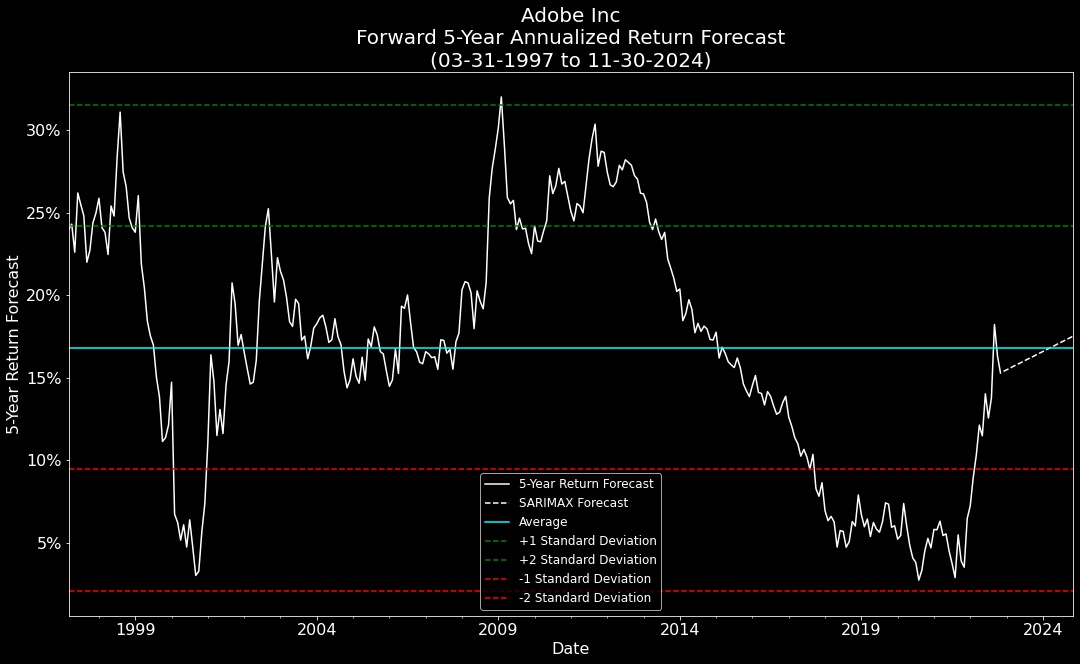 Adobe Inc
Forward 5-Year Annualized Return Forecast
(03-31-1997 to 11-30-2024)
5-Year Return Forecast
30%
25%
20%
15%
10%
5%
5-Year Return Forecast
SARIMAX Forecast
Average
+1 Standard Deviation
+2 Standard Deviation
-1 Standard Deviation
-2 Standard Deviation
1999 2004 2009 2014 2019 2024
Date